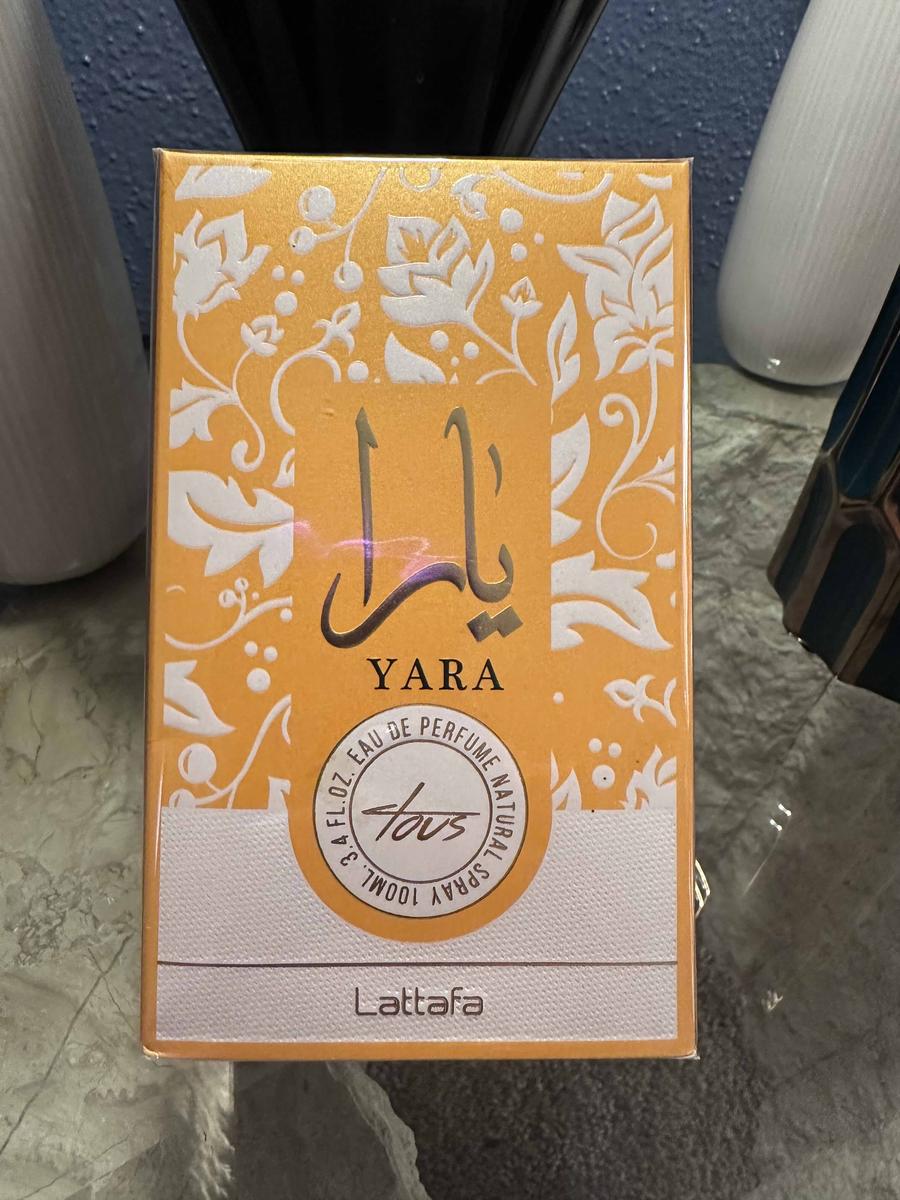 يارا
YARA
EAU DE PERFUME NATURAL SPRAY 100ML. 3.4 FL.OZ.
tous
Lattafa